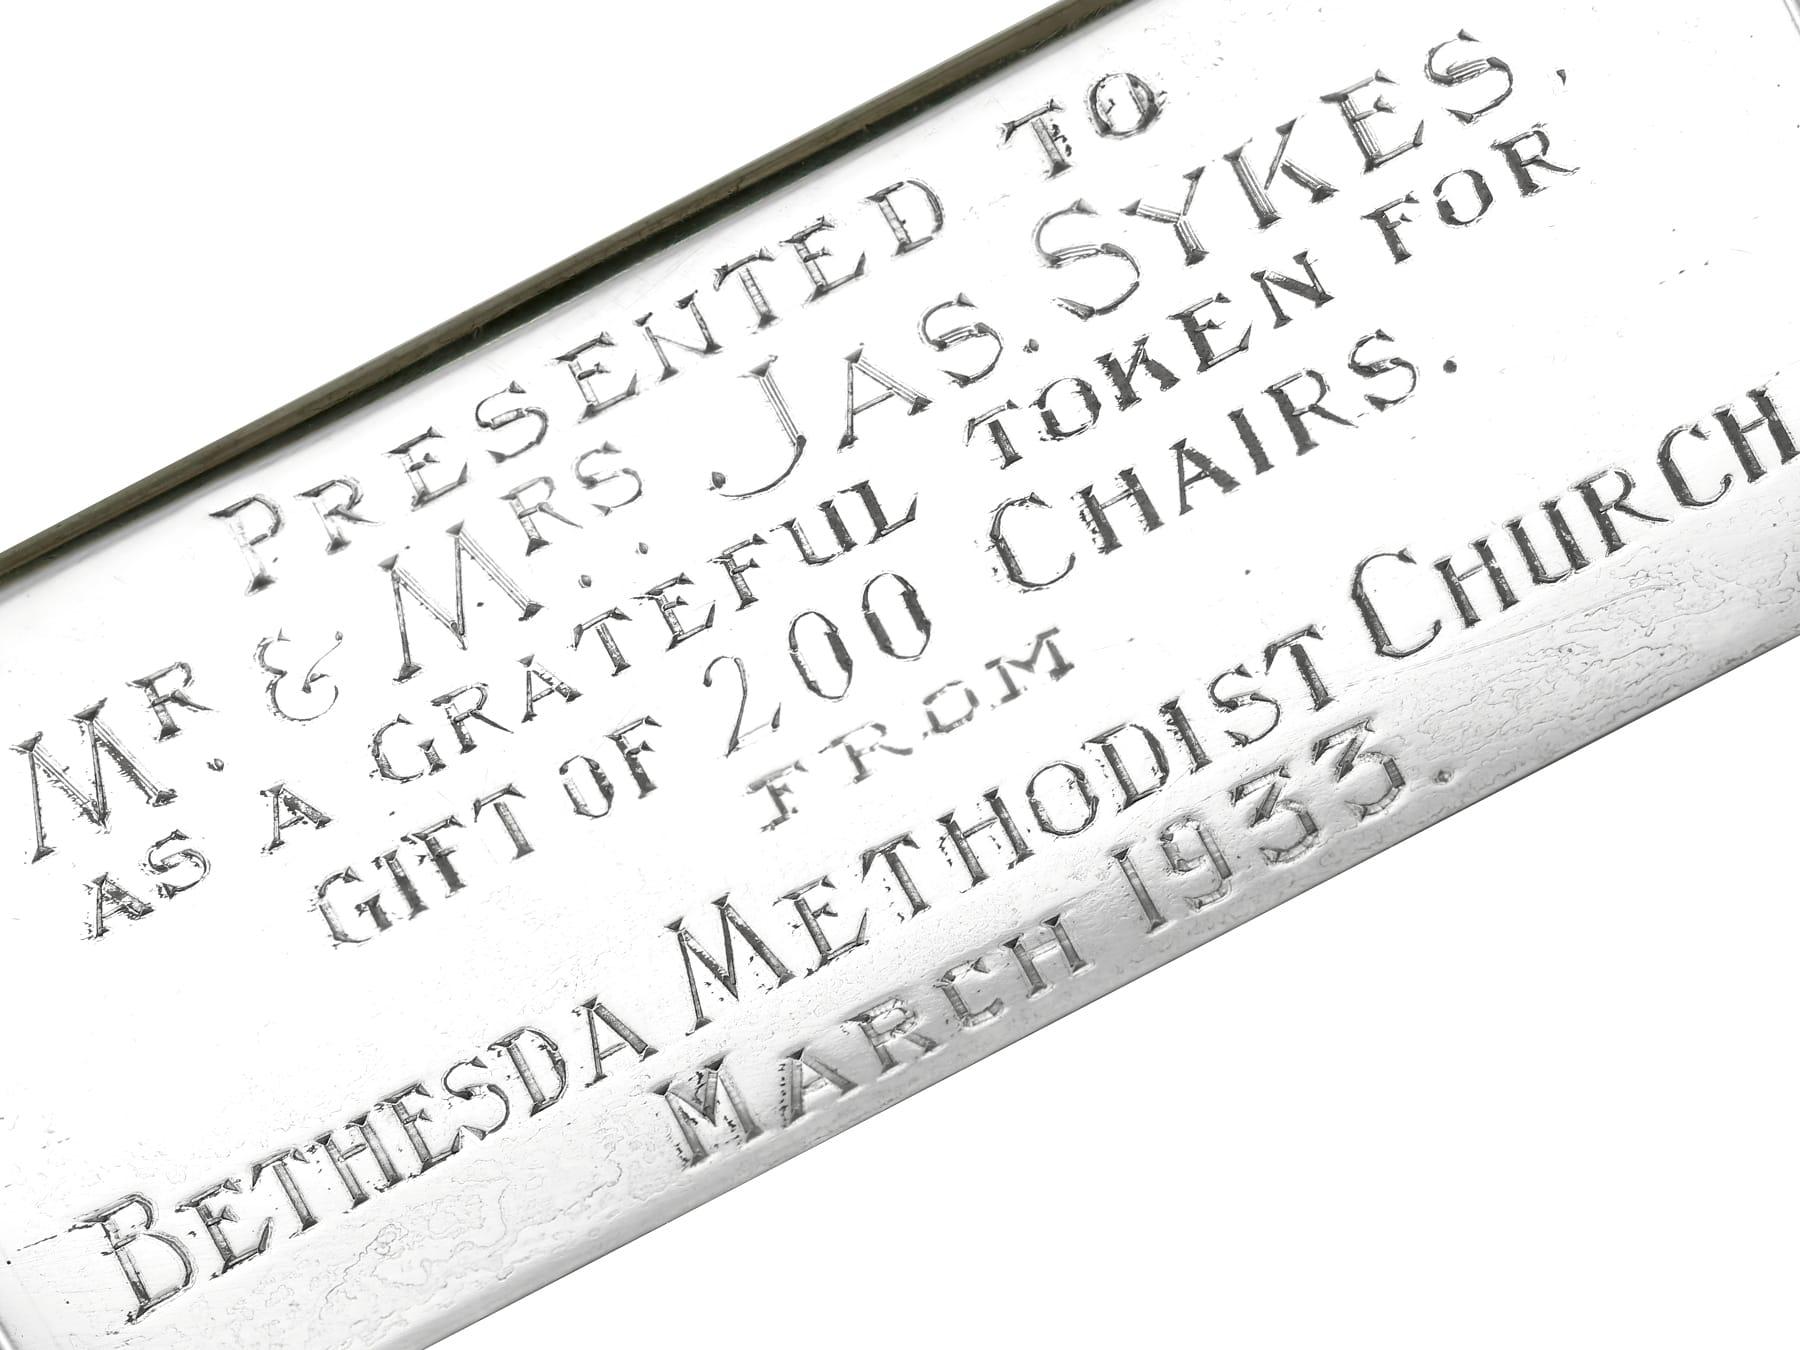 PRESENTED TO
MR. & MRS. JAS. SYKES,
AS A GRATEFUL TOKEN FOR
GIFT OF 200 CHAIRS.
FROM
BETHESDA METHODIST CHURCH
MARCH 1933.